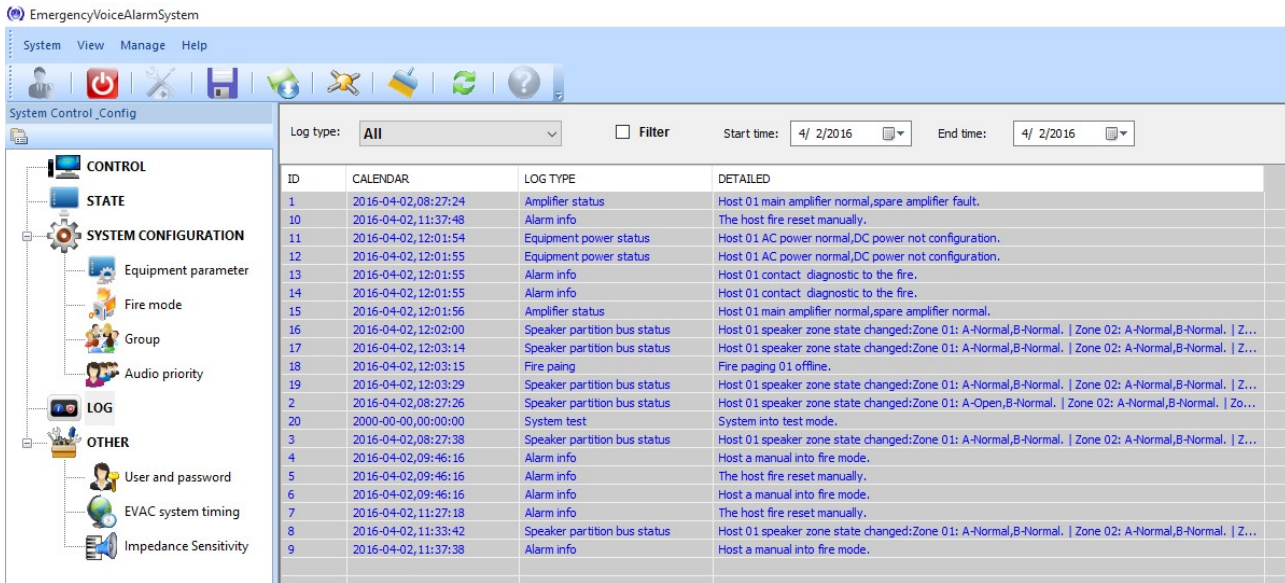 EmergencyVoiceAlarmSystem
System View Manage Help
System Control _Config
CONTROL
STATE
SYSTEM CONFIGURATION
Equipment parameter
Fire mode
Group
Audio priority
LOG
OTHER
User and password
EVAC system timing
Impedance Sensitivity
Log type: All Filter Start time: 4/ 2/2016 End time: 4/ 2/2016
ID CALENDAR LOG TYPE DETAILED
1 2016-04-02,08:27:24 Amplifier status Host 01 main amplifier normal,spare amplifier fault.
10 2016-04-02,11:37:48 Alarm info The host fire reset manually.
11 2016-04-02,12:01:54 Equipment power status Host 01 AC power normal,DC power not configuration.
12 2016-04-02,12:01:55 Equipment power status Host 01 AC power normal,DC power not configuration.
13 2016-04-02,12:01:55 Alarm info Host 01 contact diagnostic to the fire.
14 2016-04-02,12:01:55 Alarm info Host 01 contact diagnostic to the fire.
15 2016-04-02,12:01:56 Amplifier status Host 01 main amplifier normal,spare amplifier normal.
16 2016-04-02,12:02:00 Speaker partition bus status Host 01 speaker zone state changed:Zone 01: A-Normal,B-Normal. | Zone 02: A-Normal,B-Normal. | Z...
17 2016-04-02,12:03:14 Speaker partition bus status Host 01 speaker zone state changed:Zone 01: A-Normal,B-Normal. | Zone 02: A-Normal,B-Normal. | Z...
18 2016-04-02,12:03:15 Fire paing Fire paging 01 offline.
19 2016-04-02,12:03:29 Speaker partition bus status Host 01 speaker zone state changed:Zone 01: A-Normal,B-Normal. | Zone 02: A-Normal,B-Normal. | Z...
2 2016-04-02,08:27:26 Speaker partition bus status Host 01 speaker zone state changed:Zone 01: A-Open,B-Normal. | Zone 02: A-Normal,B-Normal. | Zo...
20 2000-00-00,00:00:00 System test System into test mode.
3 2016-04-02,08:27:38 Speaker partition bus status Host 01 speaker zone state changed:Zone 01: A-Normal,B-Normal. | Zone 02: A-Normal,B-Normal. | Z...
4 2016-04-02,09:46:16 Alarm info Host a manual into fire mode.
5 2016-04-02,09:46:16 Alarm info The host fire reset manually.
6 2016-04-02,09:46:16 Alarm info Host a manual into fire mode.
7 2016-04-02,11:27:18 Alarm info The host fire reset manually.
8 2016-04-02,11:33:42 Speaker partition bus status Host 01 speaker zone state changed:Zone 01: A-Normal,B-Normal. | Zone 02: A-Normal,B-Normal. | Z...
9 2016-04-02,11:37:38 Alarm info Host a manual into fire mode.